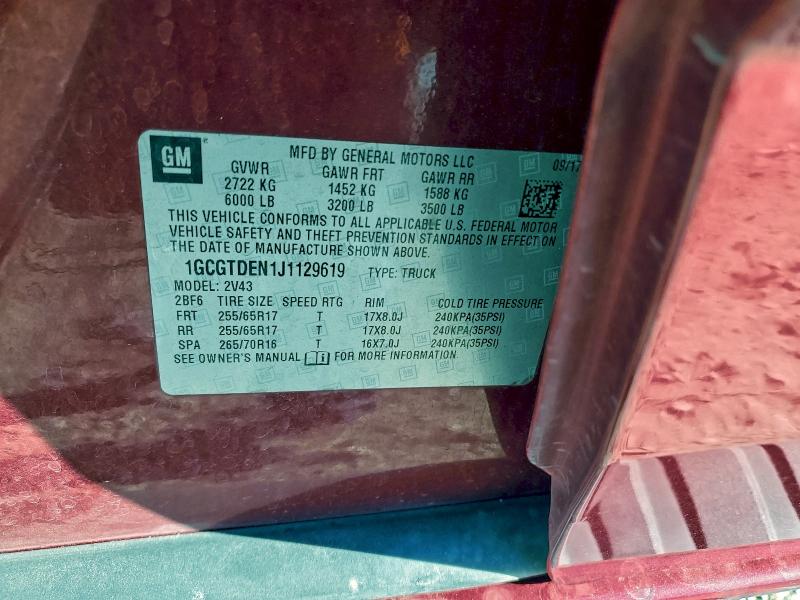 GM
MFD BY GENERAL MOTORS LLC 09/17
GVWR GAWR FRT GAWR RR
2722 KG 1452 KG 1588 KG
6000 LB 3200 LB 3500 LB
THIS VEHICLE CONFORMS TO ALL APPLICABLE U.S. FEDERAL MOTOR
VEHICLE SAFETY AND THEFT PREVENTION STANDARDS IN EFFECT ON
THE DATE OF MANUFACTURE SHOWN ABOVE.
1GCGTDEN1J1129619 TYPE: TRUCK
MODEL: 2V43
2BF6 TIRE SIZE SPEED RTG RIM COLD TIRE PRESSURE
FRT 255/65R17 T 17X8.0J 240KPA(35PSI)
RR 255/65R17 T 17X8.0J 240KPA(35PSI)
SPA 265/70R16 T 16X7.0J 240KPA(35PSI)
SEE OWNER'S MANUAL FOR MORE INFORMATION.